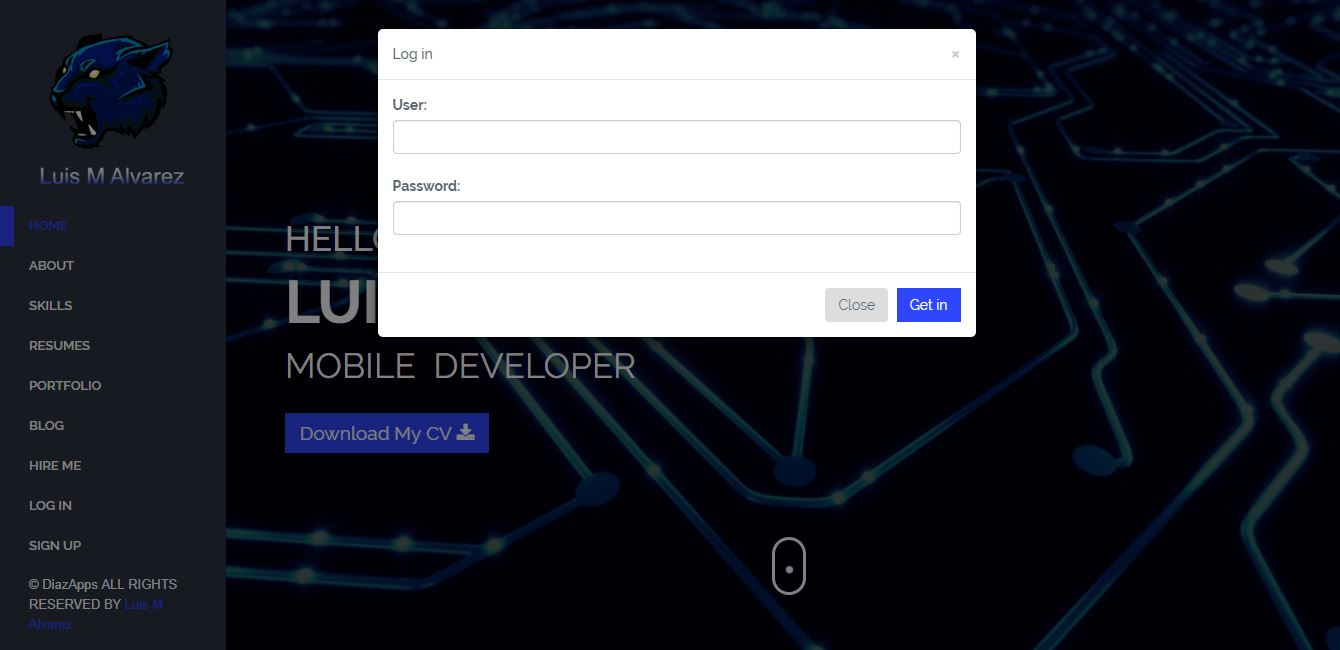 Luis M Alvarez
HOME
ABOUT
SKILLS
RESUMES
PORTFOLIO
BLOG
HIRE ME
LOG IN
SIGN UP
© DiazApps ALL RIGHTS
RESERVED BY Luis M
Alvarez
Log in ×
User:
Password:
Close Get in
MOBILE DEVELOPER
Download My CV